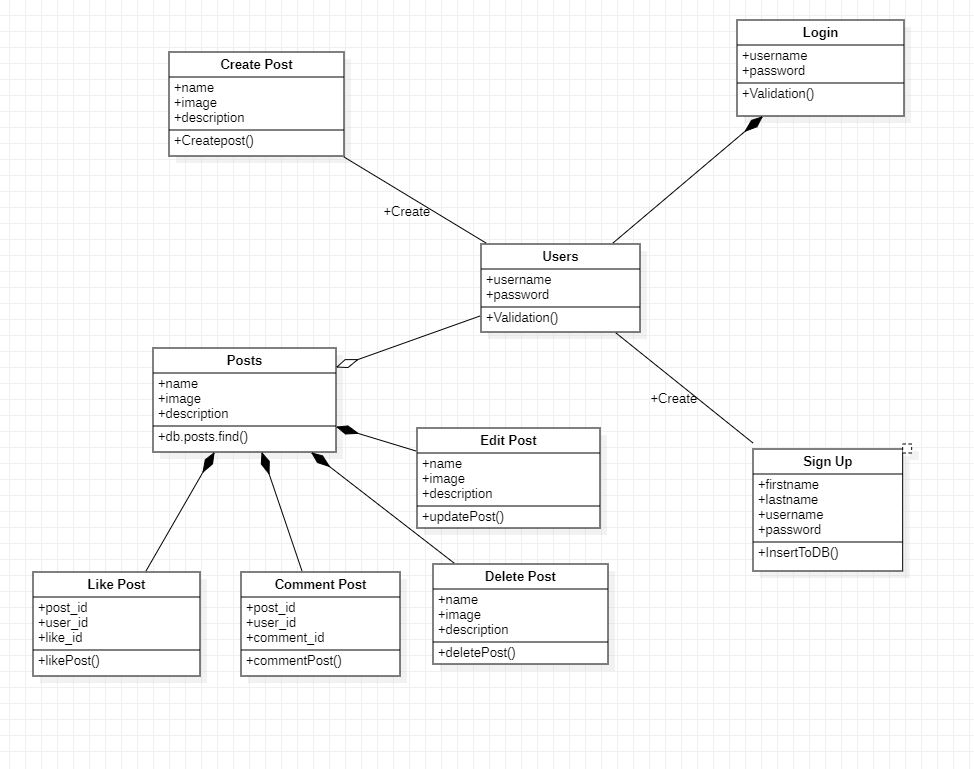 Login
+username
+password
+Validation()
Create Post
+name
+image
+description
+Createpost()
+Create
Users
+username
+password
+Validation()
Posts
+name
+image
+description
+db.posts.find()
+Create
Edit Post
+name
+image
+description
+updatePost()
Sign Up
+firstname
+lastname
+username
+password
+InsertToDB()
Like Post
+post_id
+user_id
+like_id
+likePost()
Comment Post
+post_id
+user_id
+comment_id
+commentPost()
Delete Post
+name
+image
+description
+deletePost()